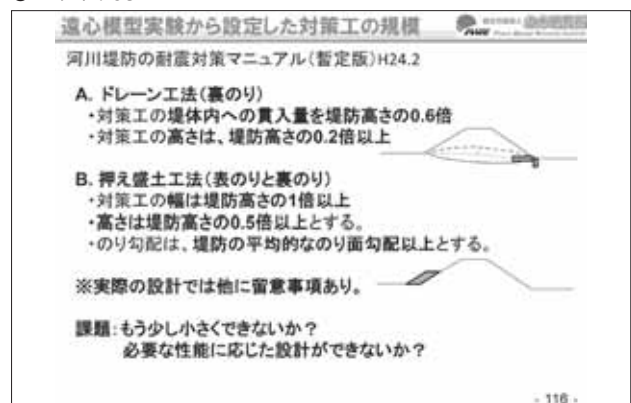 遠心模型実験から設定した対策工の規模
河川堤防の耐震対策マニュアル(暫定版)H24.2
A. ドレーン工法(裏のり)
・対策工の堤体内への貫入量を堤防高さの0.6倍
・対策工の高さは、堤防高さの0.2倍以上
B. 押え盛土工法(表のりと裏のり)
・対策工の幅は堤防高さの1倍以上
・高さは堤防高さの0.5倍以上とする。
・のり勾配は、堤防の平均的なのり面勾配以上とする。
※実際の設計では他に留意事項あり。
課題:もう少し小さくできないか?
必要な性能に応じた設計ができないか?
- 116 -